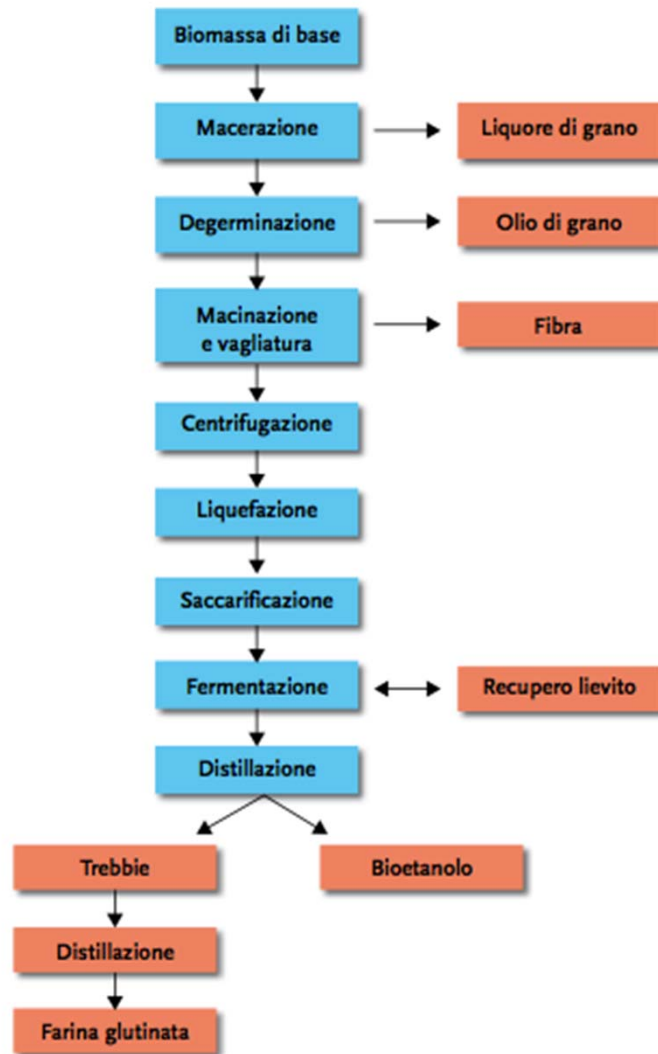 Biomassa di base
Macerazione
Liquore di grano
Degerminazione
Olio di grano
Macinazione
e vagliatura
Fibra
Centrifugazione
Liquefazione
Saccarificazione
Fermentazione
Recupero lievito
Distillazione
Trebbie
Bioetanolo
Distillazione
Farina glutinata